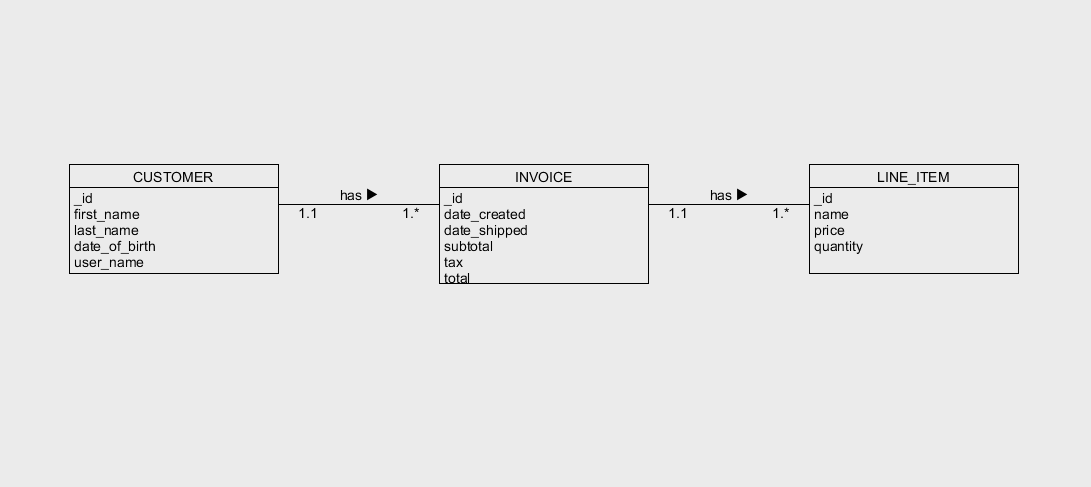 CUSTOMER
_id
first_name
last_name
date_of_birth
user_name
has ▶
1.1
1.*
INVOICE
_id
date_created
date_shipped
subtotal
tax
total
has ▶
1.1
1.*
LINE_ITEM
_id
name
price
quantity